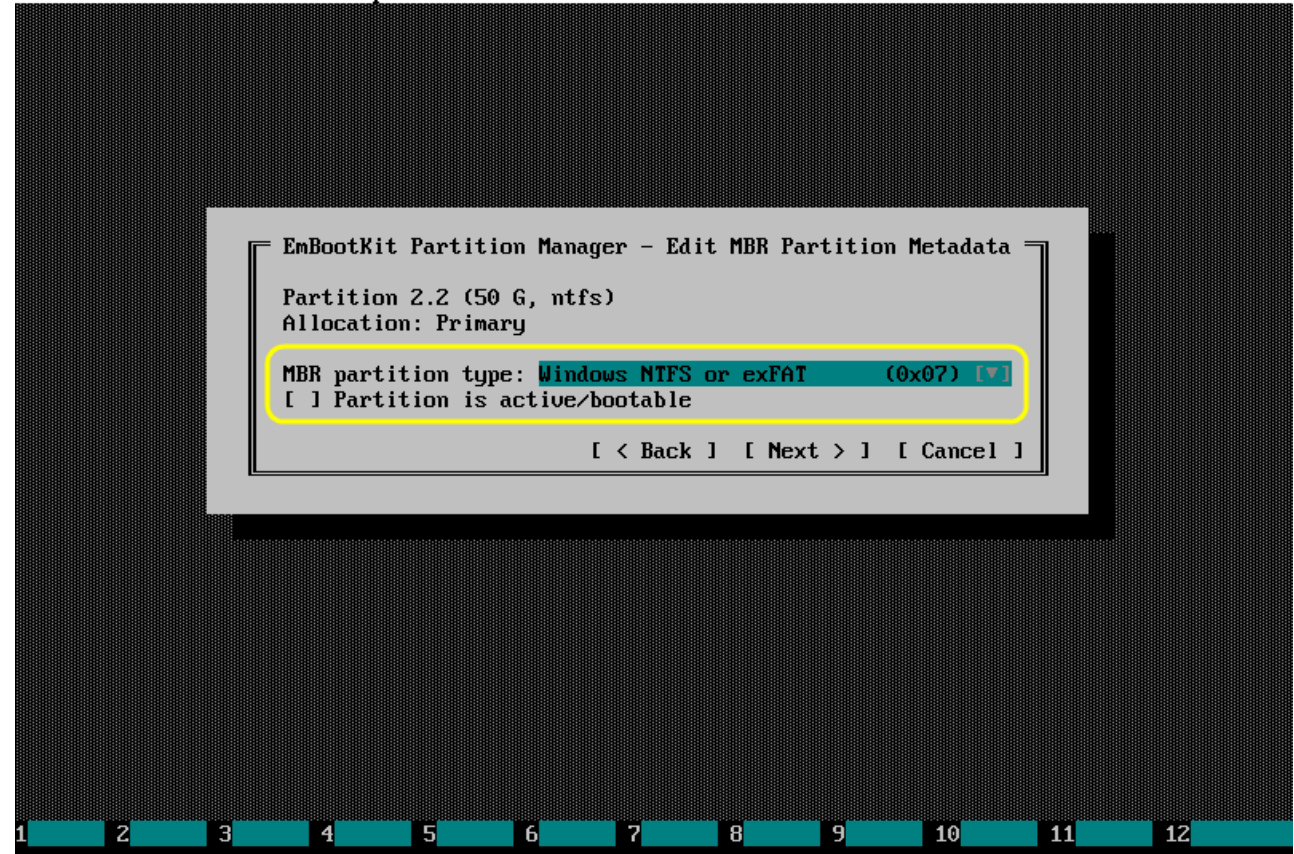 EmBootKit Partition Manager - Edit MBR Partition Metadata
Partition 2.2 (50 G, ntfs)
Allocation: Primary
MBR partition type: Windows NTFS or exFAT (0x07) [▼]
[ ] Partition is active/bootable
[ < Back ] [ Next > ] [ Cancel ]
1 2 3 4 5 6 7 8 9 10 11 12